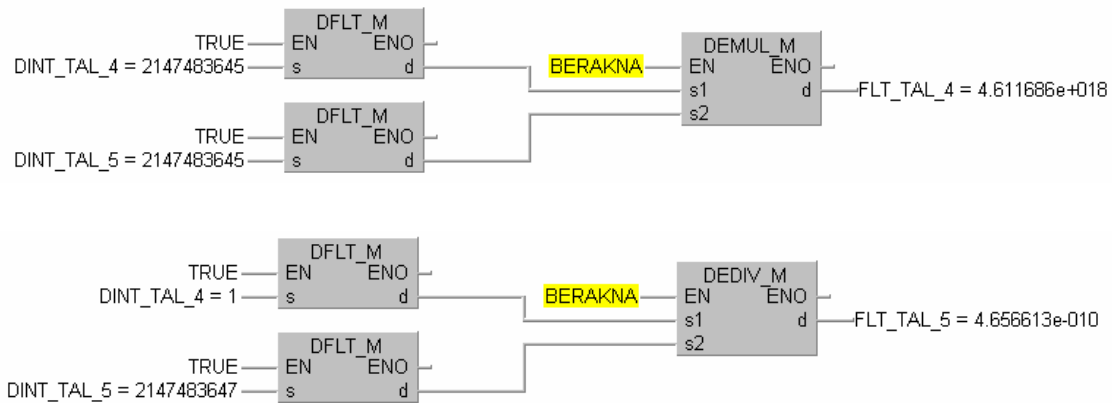 DFLT_M
TRUE EN ENO
DINT_TAL_4 = 2147483645 s d
DEMUL_M
BERAKNA EN ENO
s1 d FLT_TAL_4 = 4.611686e+018
s2
DFLT_M
TRUE EN ENO
DINT_TAL_5 = 2147483645 s d
DFLT_M
TRUE EN ENO
DINT_TAL_4 = 1 s d
DEDIV_M
BERAKNA EN ENO
s1 d FLT_TAL_5 = 4.656613e-010
s2
DFLT_M
TRUE EN ENO
DINT_TAL_5 = 2147483647 s d